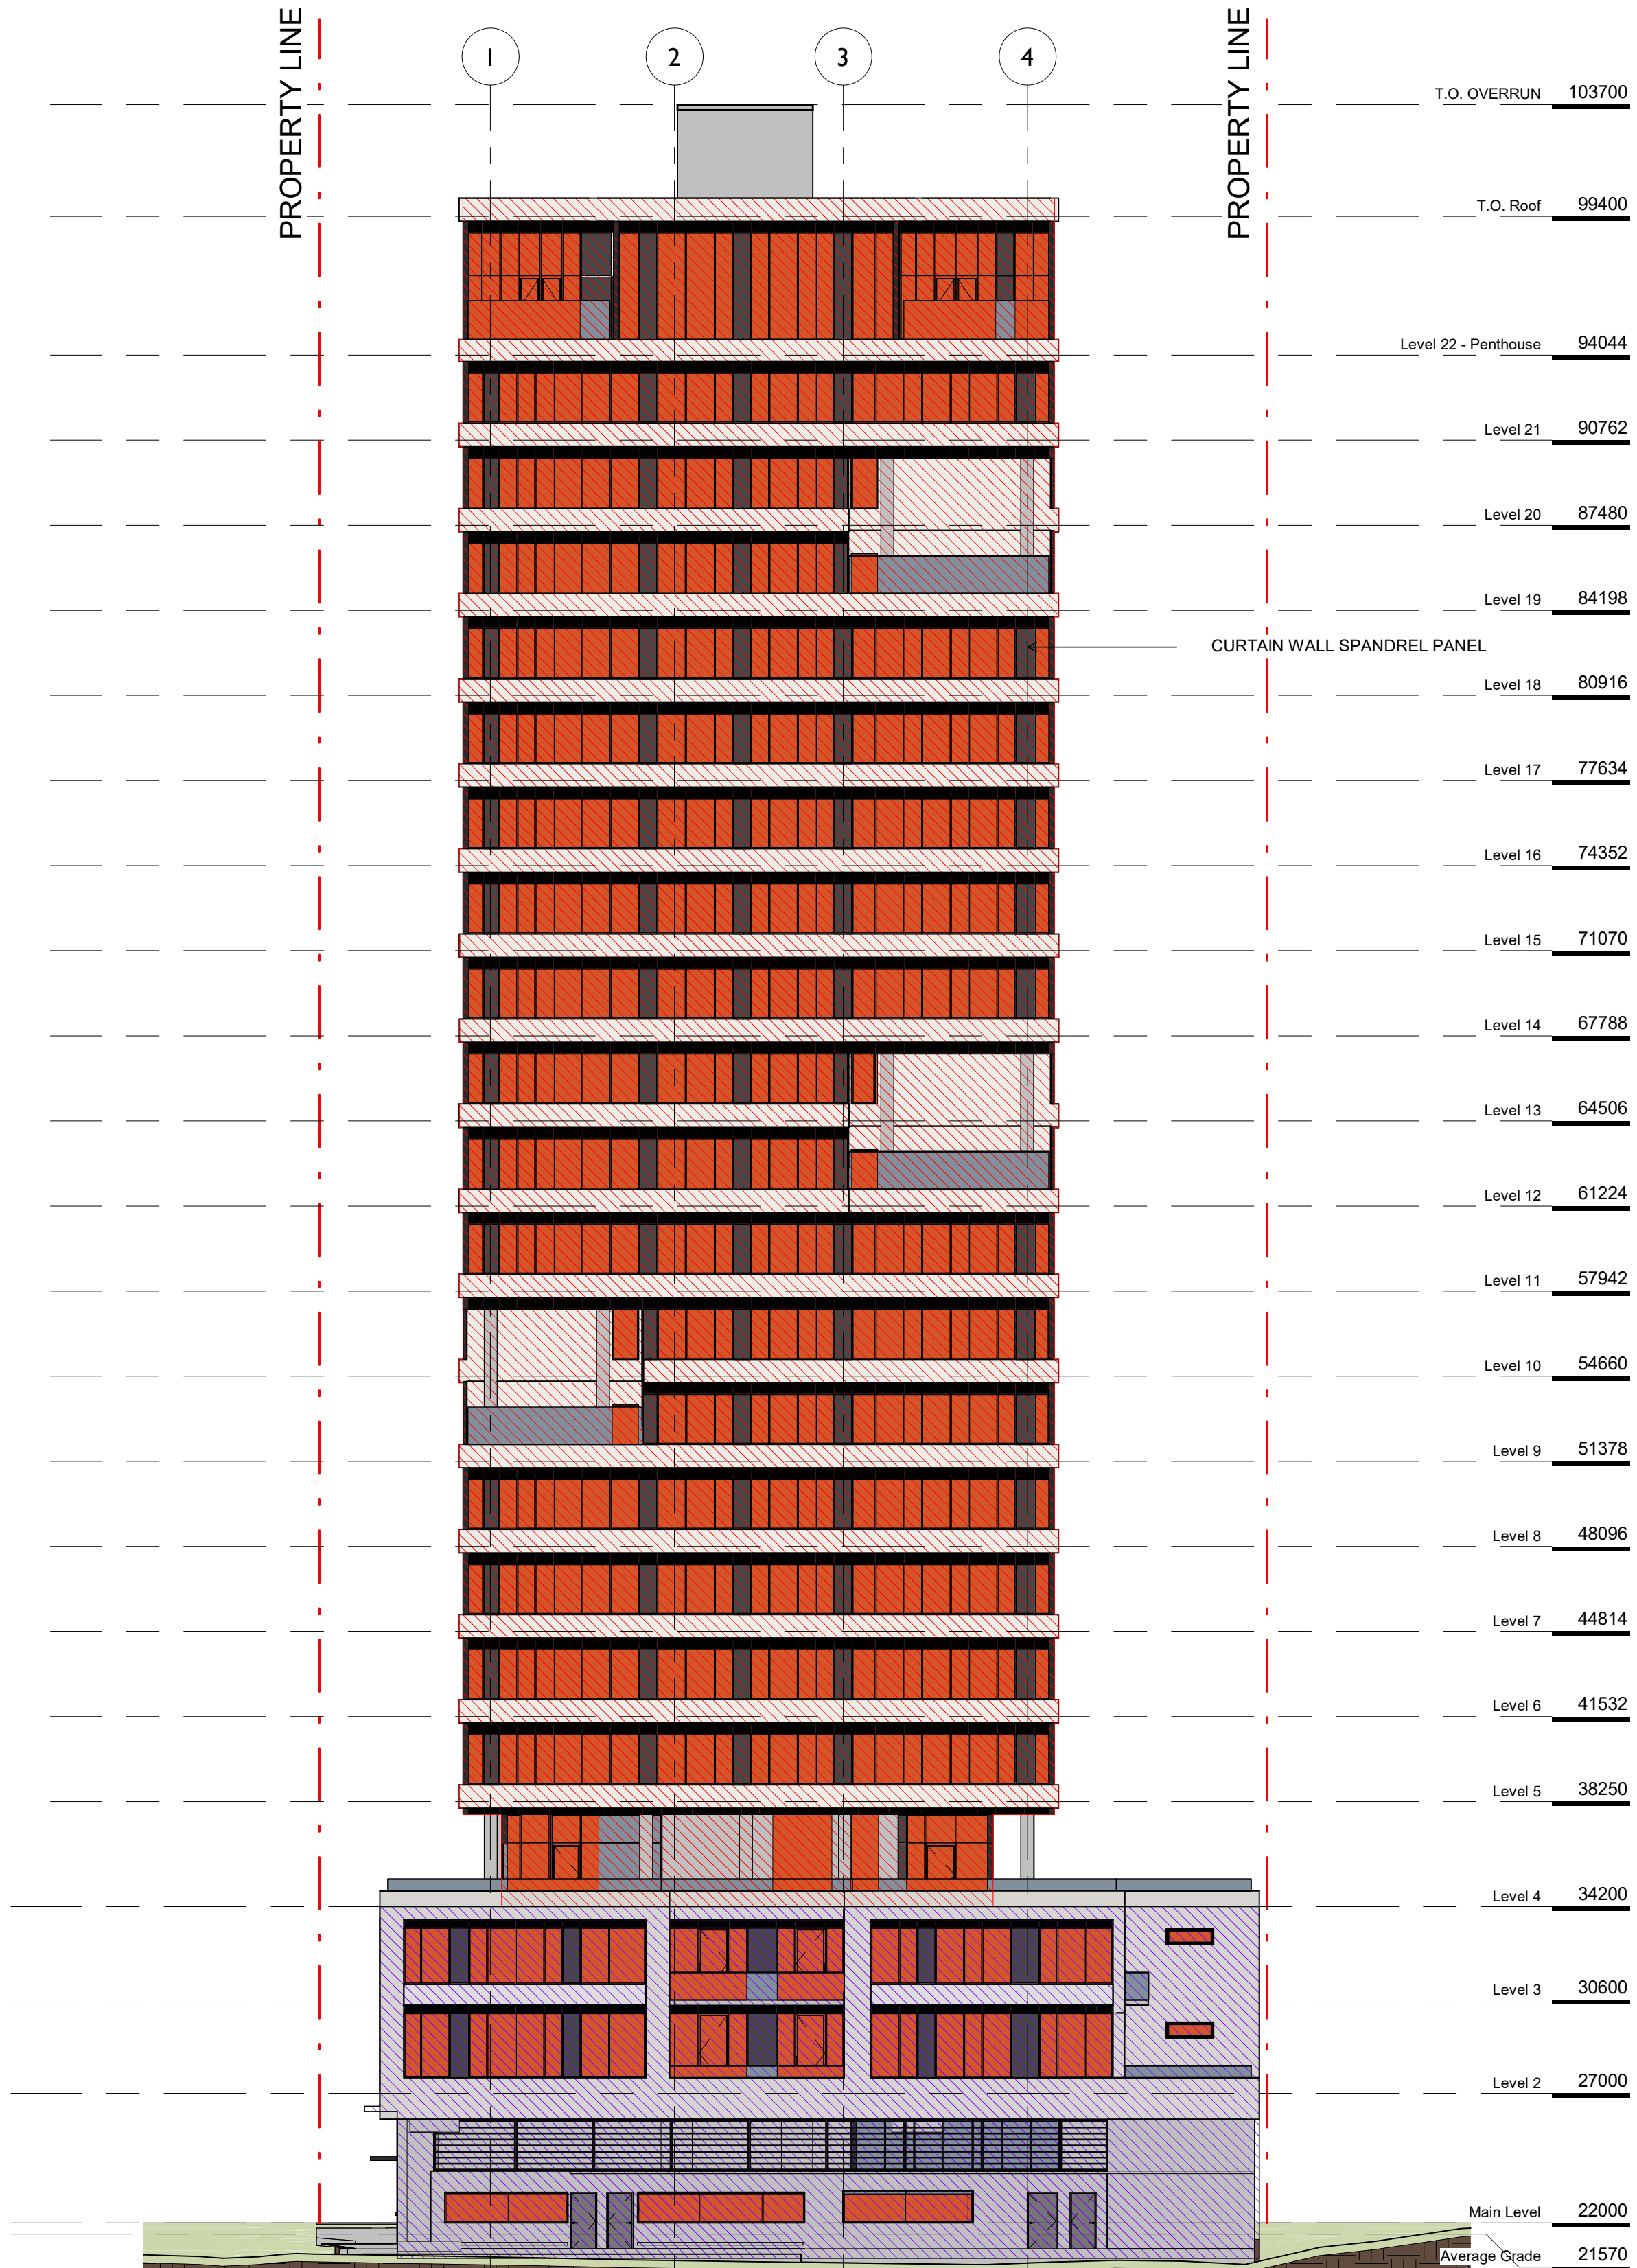 PROPERTY LINE
1
2
3
4
PROPERTY LINE
T.O. OVERRUN 103700
T.O. Roof 99400
Level 22 - Penthouse 94044
Level 21 90762
Level 20 87480
Level 19 84198
CURTAIN WALL SPANDREL PANEL
Level 18 80916
Level 17 77634
Level 16 74352
Level 15 71070
Level 14 67788
Level 13 64506
Level 12 61224
Level 11 57942
Level 10 54660
Level 9 51378
Level 8 48096
Level 7 44814
Level 6 41532
Level 5 38250
Level 4 34200
Level 3 30600
Level 2 27000
Main Level 22000
Average Grade 21570